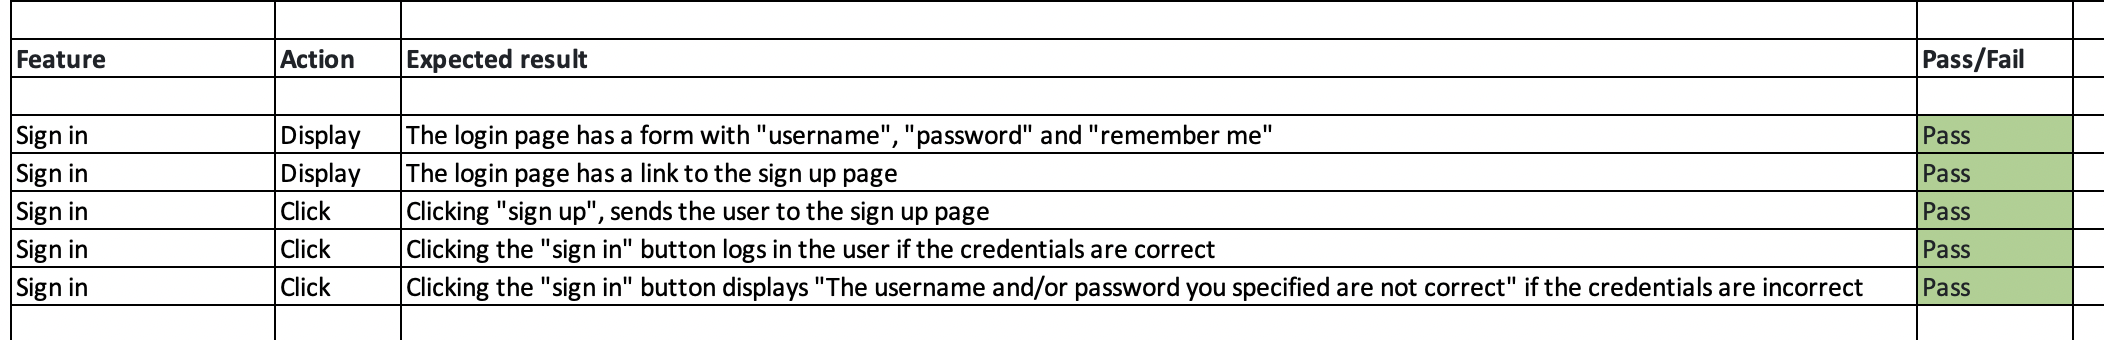 Feature Action Expected result Pass/Fail
Sign in Display The login page has a form with "username", "password" and "remember me" Pass
Sign in Display The login page has a link to the sign up page Pass
Sign in Click Clicking "sign up", sends the user to the sign up page Pass
Sign in Click Clicking the "sign in" button logs in the user if the credentials are correct Pass
Sign in Click Clicking the "sign in" button displays "The username and/or password you specified are not correct" if the credentials are incorrect Pass